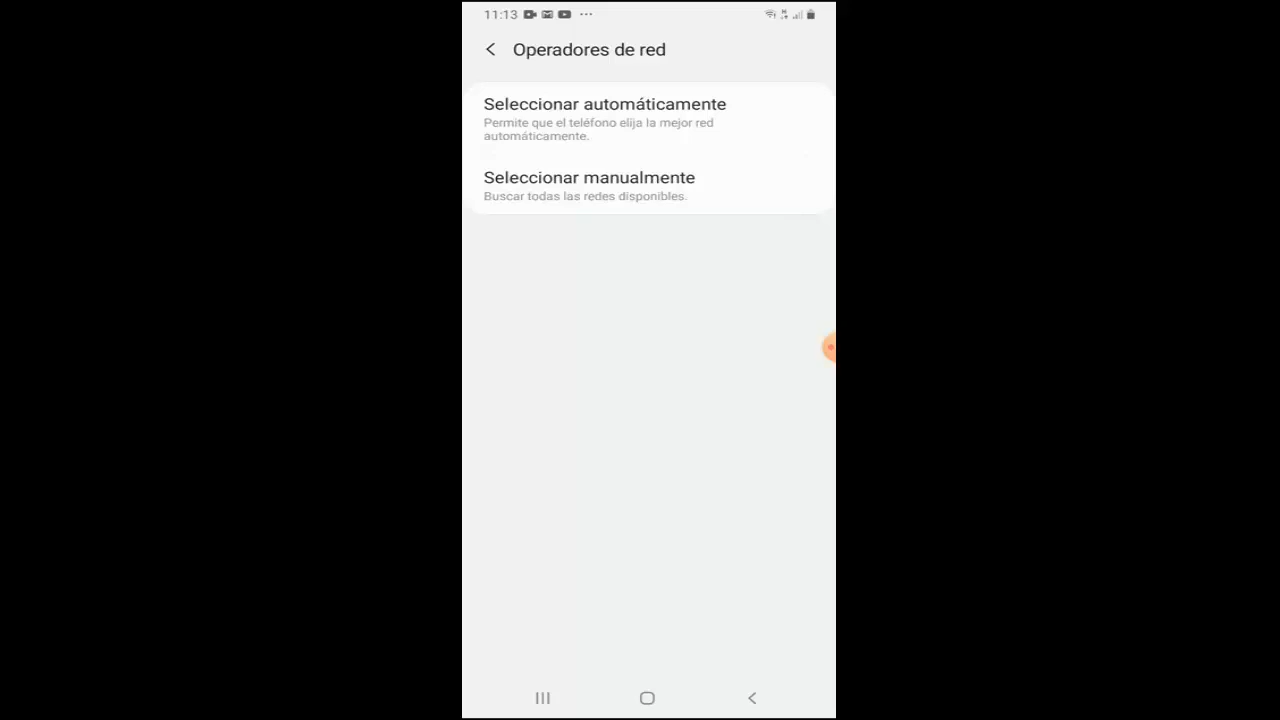 11:13
Operadores de red
Seleccionar automáticamente
Permite que el teléfono elija la mejor red
automáticamente.
Seleccionar manualmente
Buscar todas las redes disponibles.